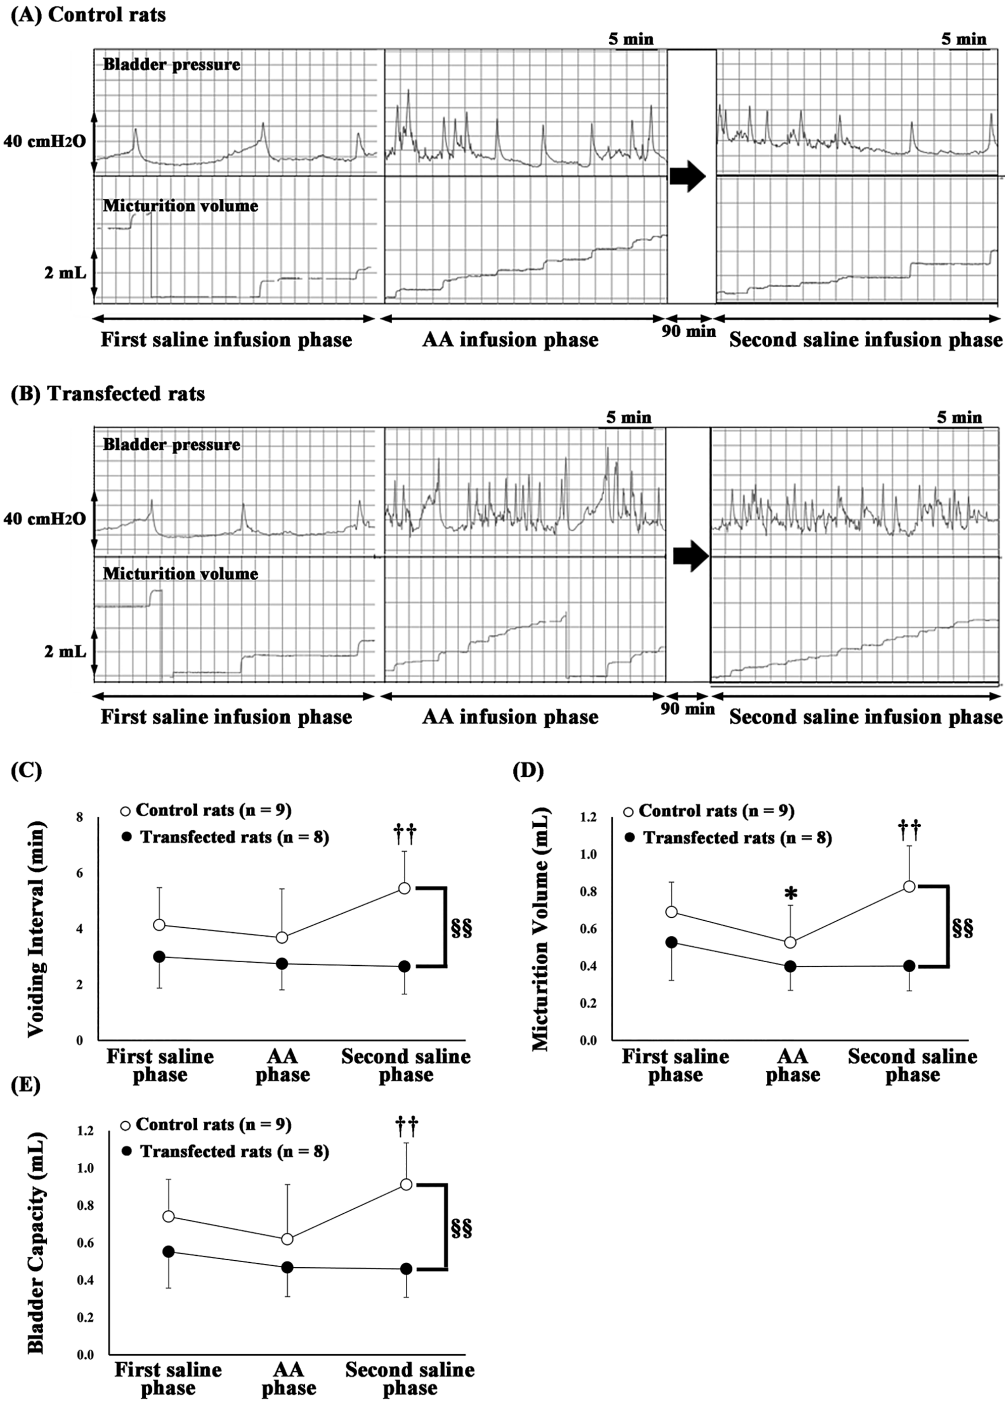 (A) Control rats
5 min
5 min
Bladder pressure
40 cmH2O
Micturition volume
2 mL
First saline infusion phase
AA infusion phase
90 min
Second saline infusion phase
(B) Transfected rats
5 min
5 min
Bladder pressure
40 cmH2O
Micturition volume
2 mL
First saline infusion phase
AA infusion phase
90 min
Second saline infusion phase
(C)
Voiding Interval (min)
8
6
4
2
0
Control rats (n = 9)
Transfected rats (n = 8)
††
§§
First saline
phase
AA
phase
Second saline
phase
(D)
Micturition Volume (mL)
1.2
1.0
0.8
0.6
0.4
0.2
0.0
Control rats (n = 9)
Transfected rats (n = 8)
*
††
§§
First saline
phase
AA
phase
Second saline
phase
(E)
Bladder Capacity (mL)
1.2
1.0
0.8
0.6
0.4
0.2
0.0
Control rats (n = 9)
Transfected rats (n = 8)
††
§§
First saline
phase
AA
phase
Second saline
phase